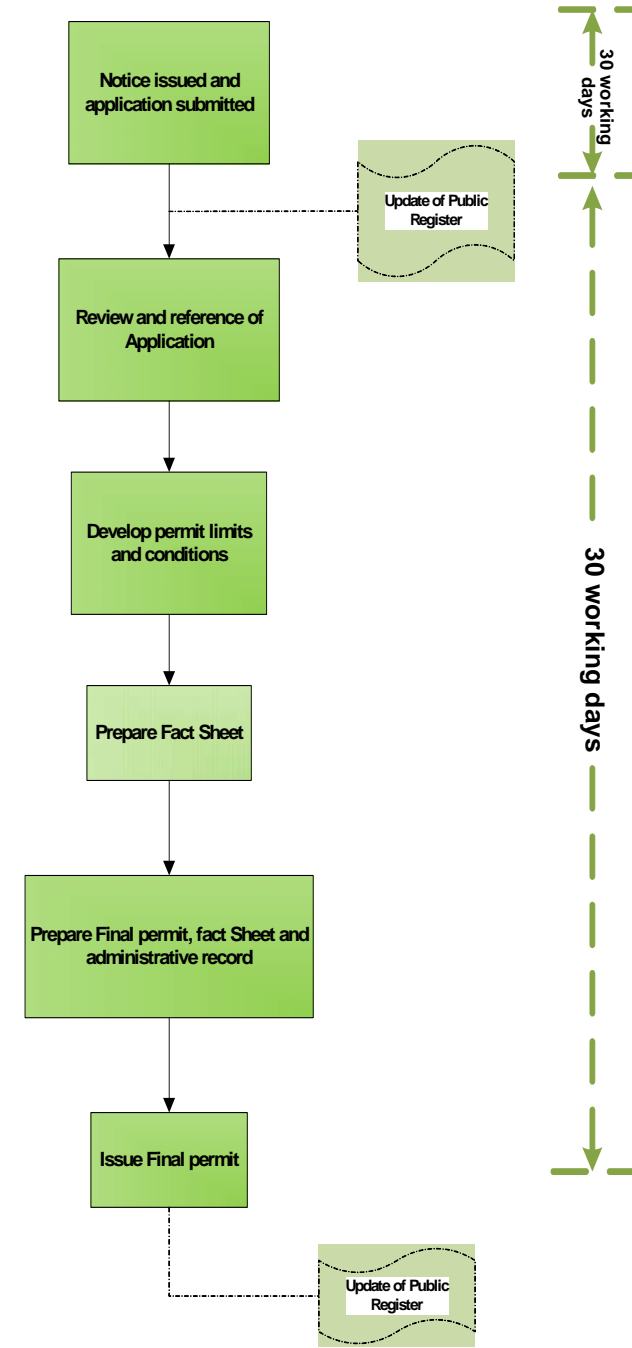 Notice issued and
application submitted
30 working
days
Update of Public
Register
Review and reference of
Application
Develop permit limits
and conditions
30 working days
Prepare Fact Sheet
Prepare Final permit, fact Sheet and
administrative record
Issue Final permit
Update of Public
Register